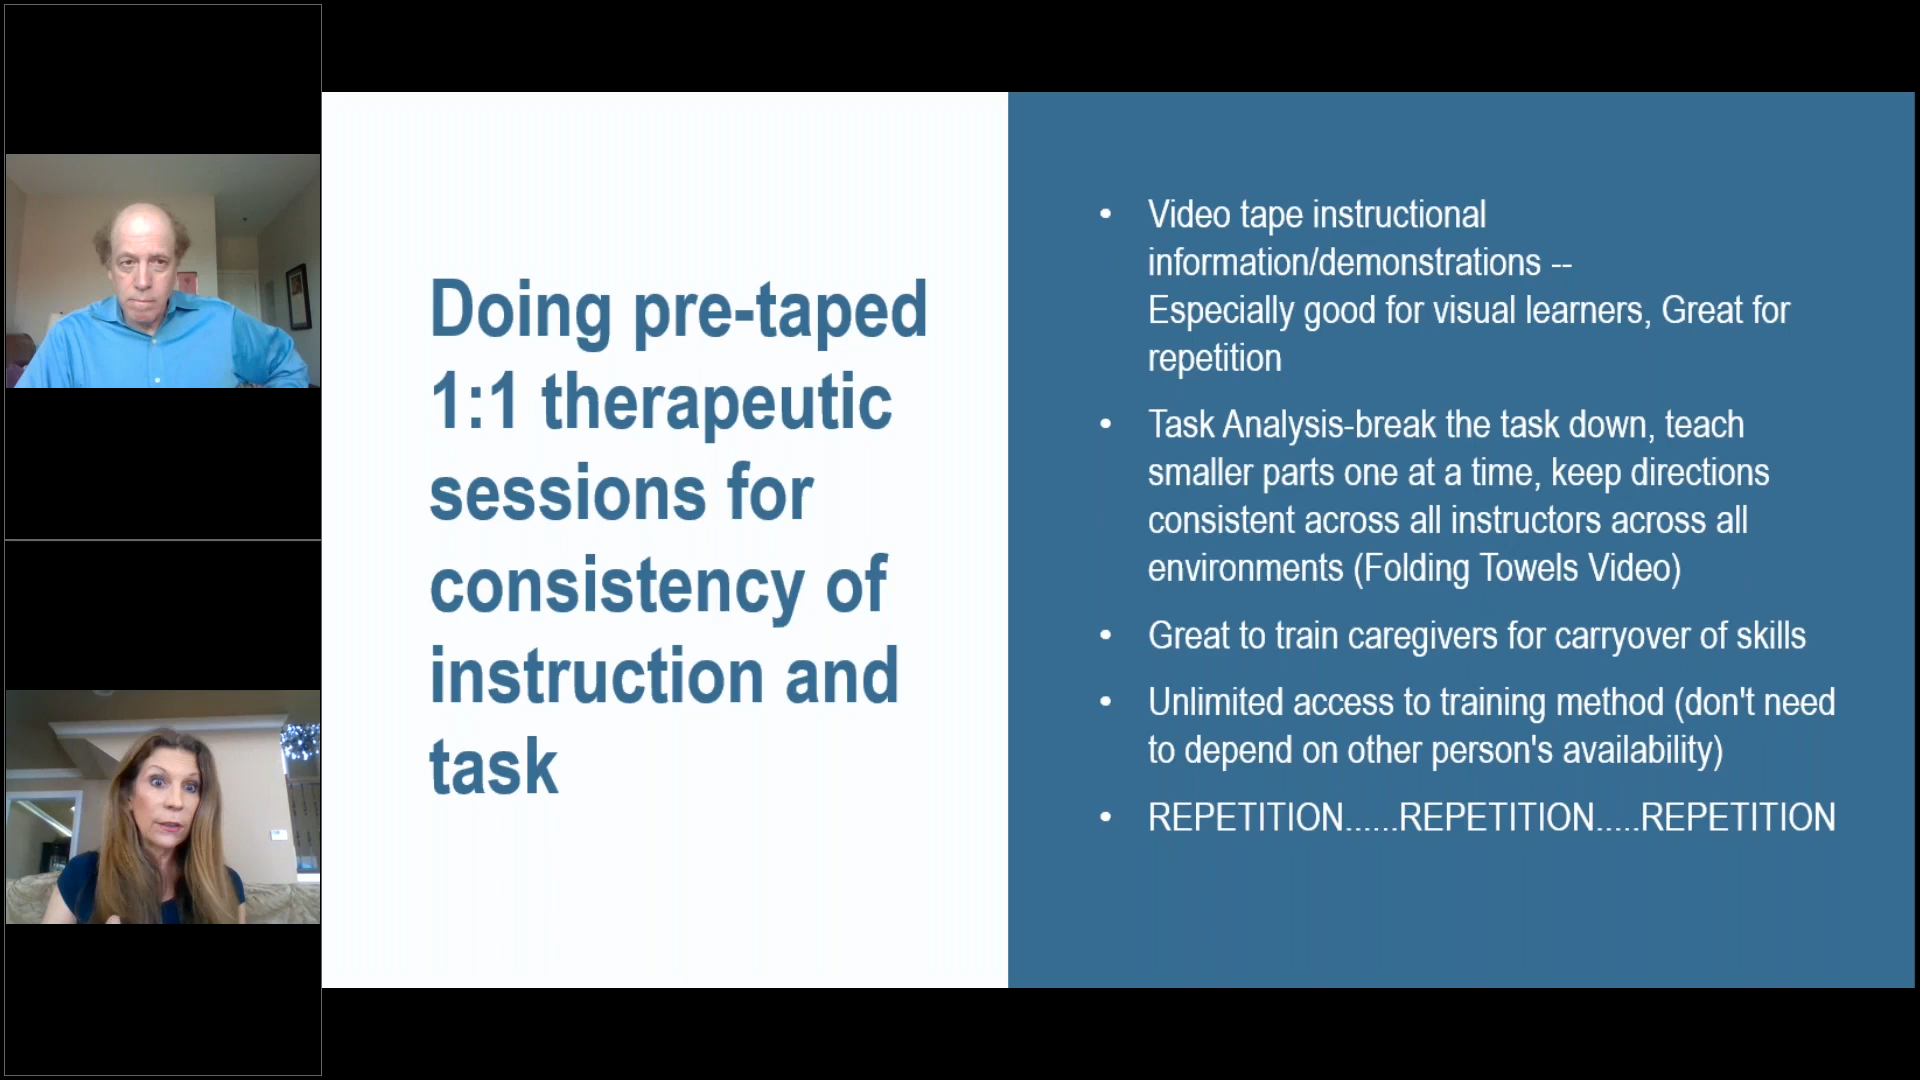 Doing pre-taped
1:1 therapeutic
sessions for
consistency of
instruction and
task
• Video tape instructional
information/demonstrations --
Especially good for visual learners, Great for
repetition
• Task Analysis-break the task down, teach
smaller parts one at a time, keep directions
consistent across all instructors across all
environments (Folding Towels Video)
• Great to train caregivers for carryover of skills
• Unlimited access to training method (don't need
to depend on other person's availability)
• REPETITION......REPETITION.....REPETITION